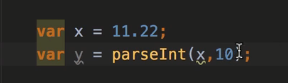 var x = 11.22;
var y = parseInt(x,10);